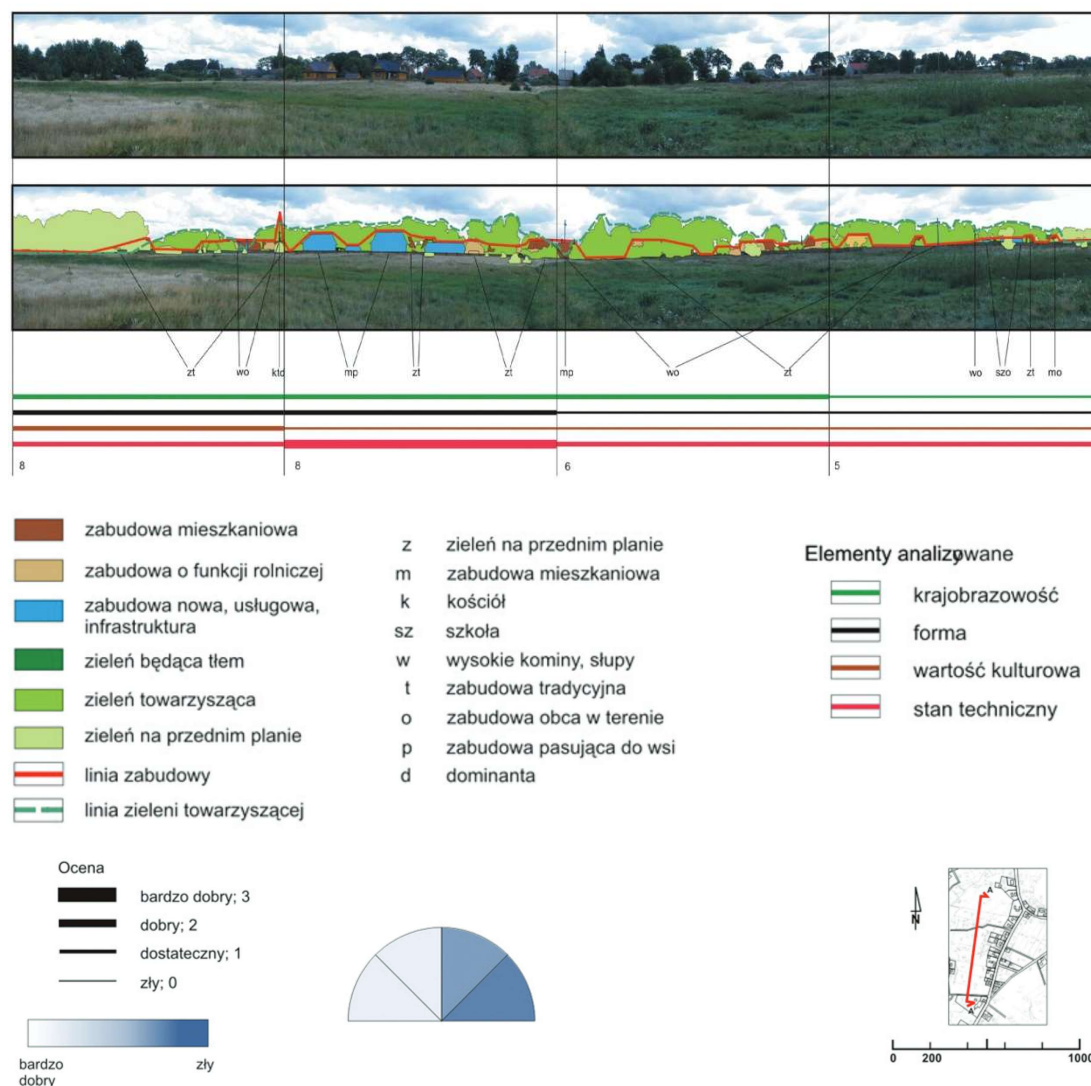 zt wo ktd mp zt zt mp wo zt wo szo zt mo
8 8 6 5
zabudowa mieszkaniowa
zabudowa o funkcji rolniczej
zabudowa nowa, usługowa,
infrastruktura
zieleń będąca tłem
zieleń towarzysząca
zieleń na przednim planie
linia zabudowy
linia zieleni towarzyszącej
z zieleń na przednim planie
m zabudowa mieszkaniowa
k kościół
sz szkoła
w wysokie kominy, słupy
t zabudowa tradycyjna
o zabudowa obca w terenie
p zabudowa pasująca do wsi
d dominanta
Elementy analizywane
krajobrazowość
forma
wartość kulturowa
stan techniczny
Ocena
bardzo dobry; 3
dobry; 2
dostateczny; 1
zły; 0
bardzo
dobry
zły
N
A
A'
0 200 1000